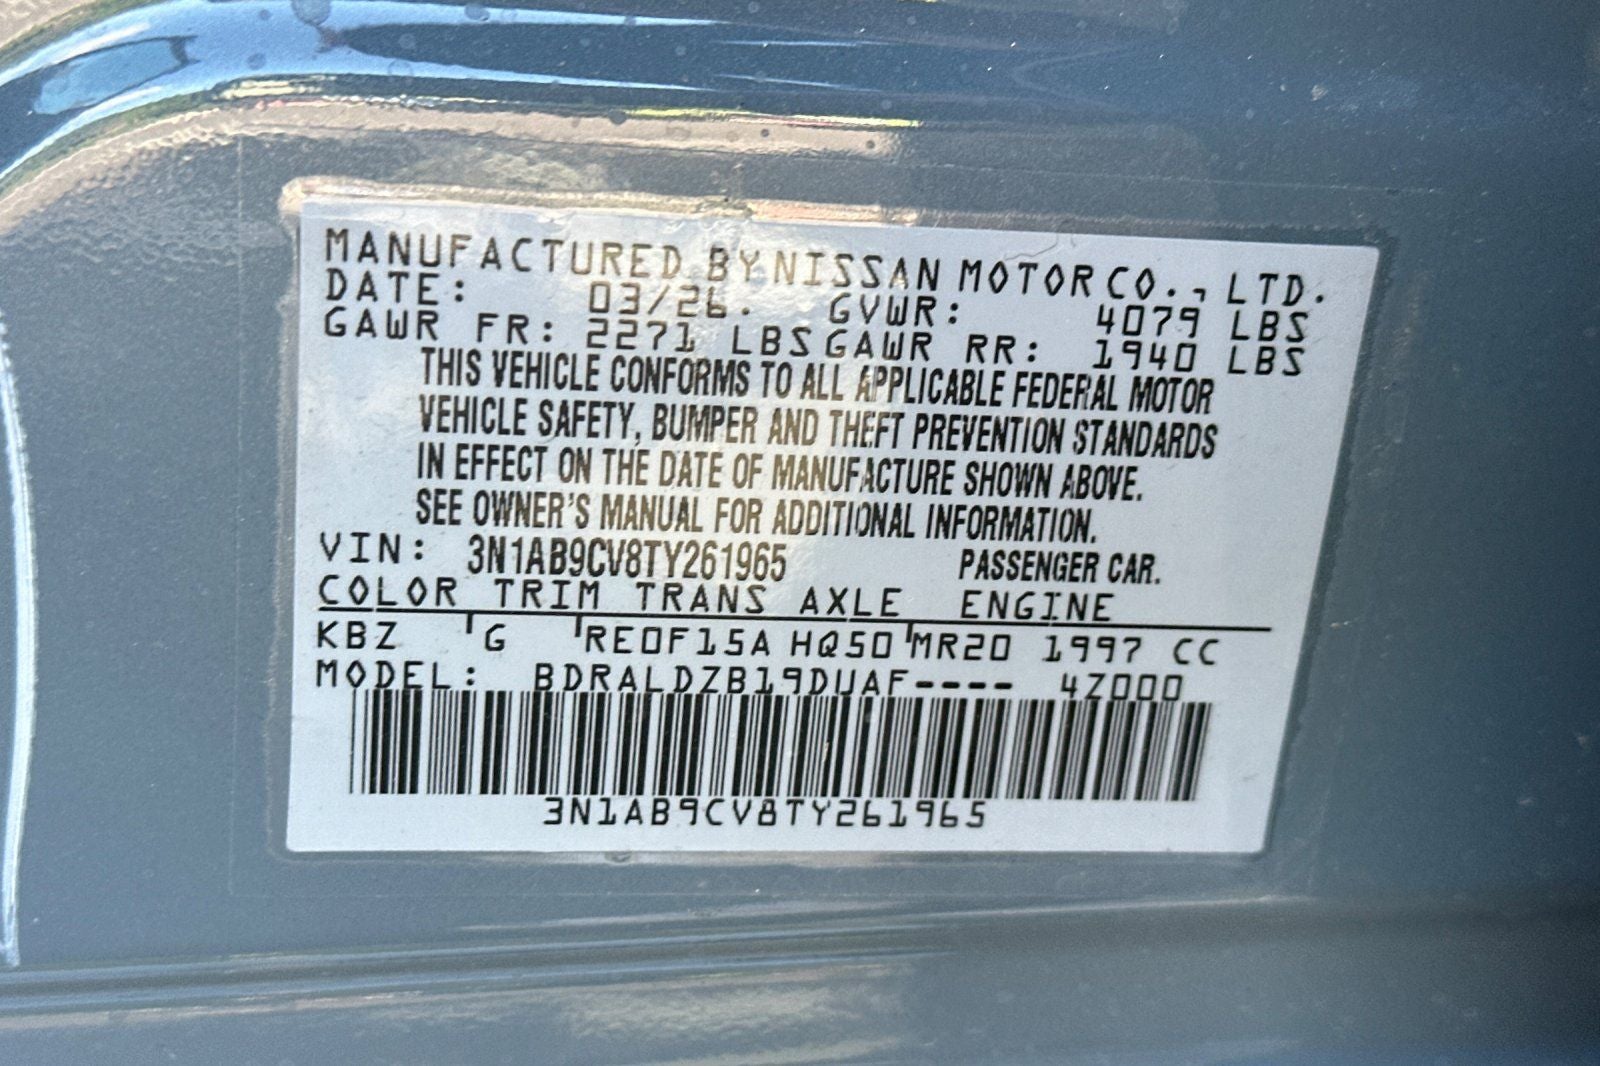 MANUFACTURED BY NISSAN MOTOR CO., LTD.
DATE: 03/26. GVWR: 4079 LBS
GAWR FR: 2271 LBS GAWR RR: 1940 LBS
THIS VEHICLE CONFORMS TO ALL APPLICABLE FEDERAL MOTOR
VEHICLE SAFETY, BUMPER AND THEFT PREVENTION STANDARDS
IN EFFECT ON THE DATE OF MANUFACTURE SHOWN ABOVE.
SEE OWNER'S MANUAL FOR ADDITIONAL INFORMATION.
VIN: 3N1AB9CV8TY261965 PASSENGER CAR.
COLOR TRIM TRANS AXLE ENGINE
KBZ G RE0F15A HQ50 MR20 1997 CC
MODEL: BDRALDZB19DUAF---- 4Z000
3N1AB9CV8TY261965